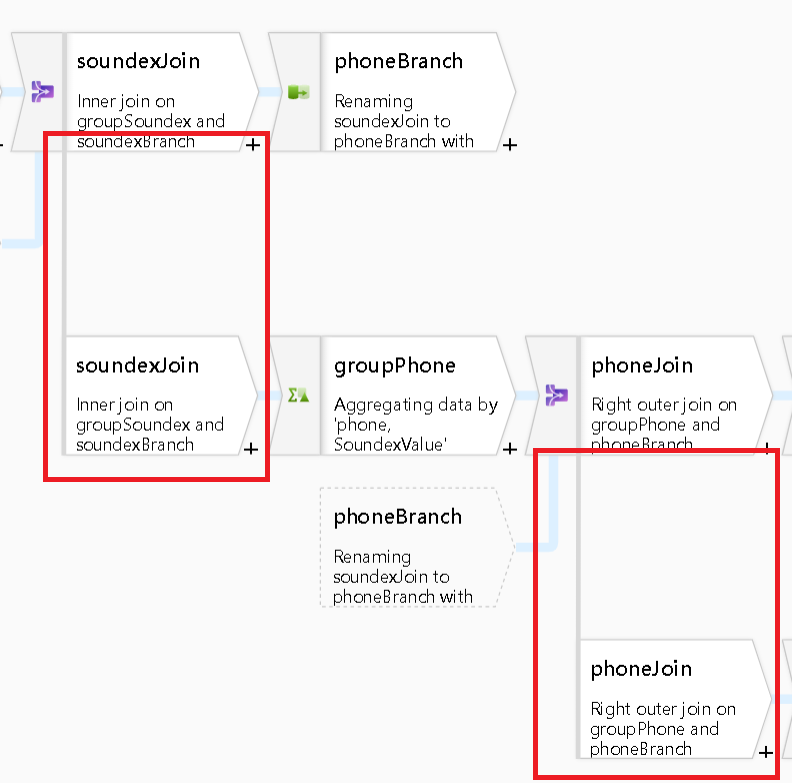 soundexJoin
Inner join on
groupSoundex and
soundexBranch
+
phoneBranch
Renaming
soundexJoin to
phoneBranch with
+
soundexJoin
Inner join on
groupSoundex and
soundexBranch
+
groupPhone
Aggregating data by
'phone,
SoundexValue'
+
phoneJoin
Right outer join on
groupPhone and
phoneBranch
+
phoneBranch
Renaming
soundexJoin to
phoneBranch with
phoneJoin
Right outer join on
groupPhone and
phoneBranch
+